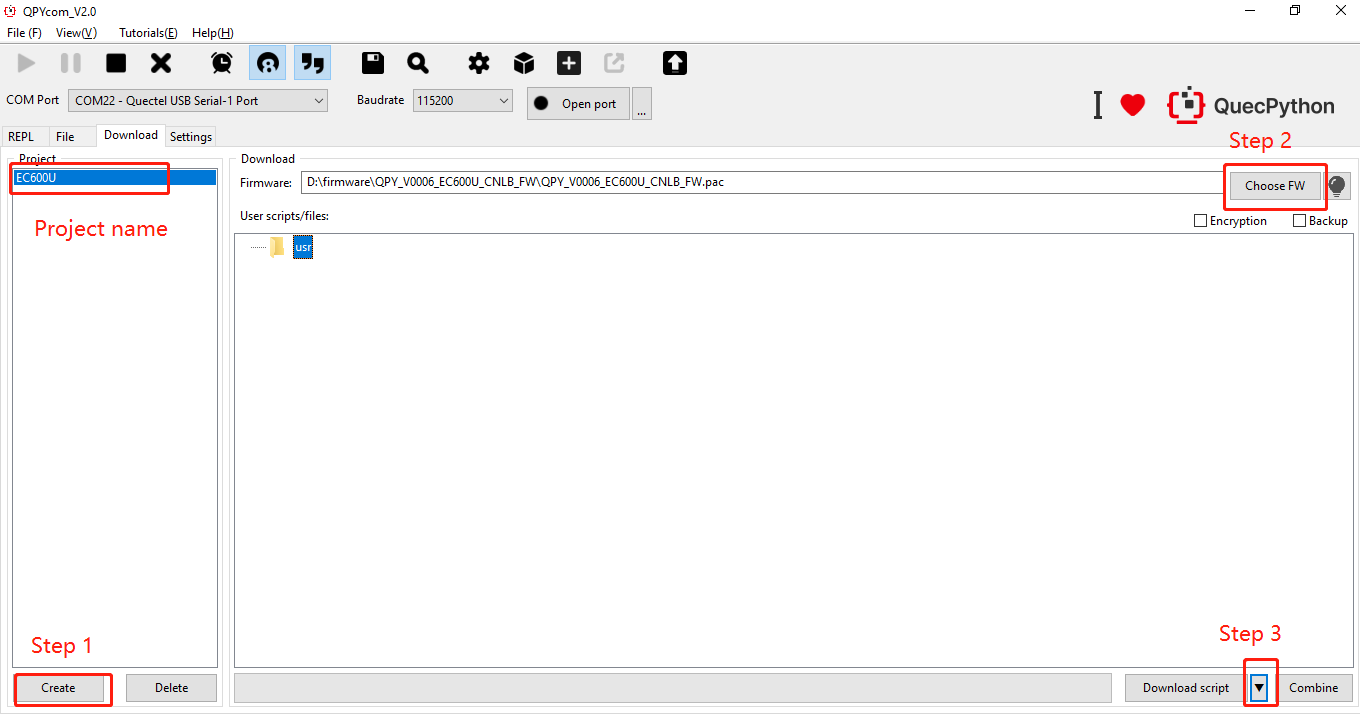 QPYcom_V2.0
File (F) View(V) Tutorials(E) Help(H)
COM Port COM22 - Quectel USB Serial-1 Port Baudrate 115200 Open port ...
QuecPython
REPL File Download Settings
Step 2
Project
Download
EC600U
Firmware: D:\firmware\QPY_V0006_EC600U_CNLB_FW\QPY_V0006_EC600U_CNLB_FW.pac Choose FW
Project name
User scripts/files:
Encryption Backup
usr
Step 1
Step 3
Create Delete Download script Combine